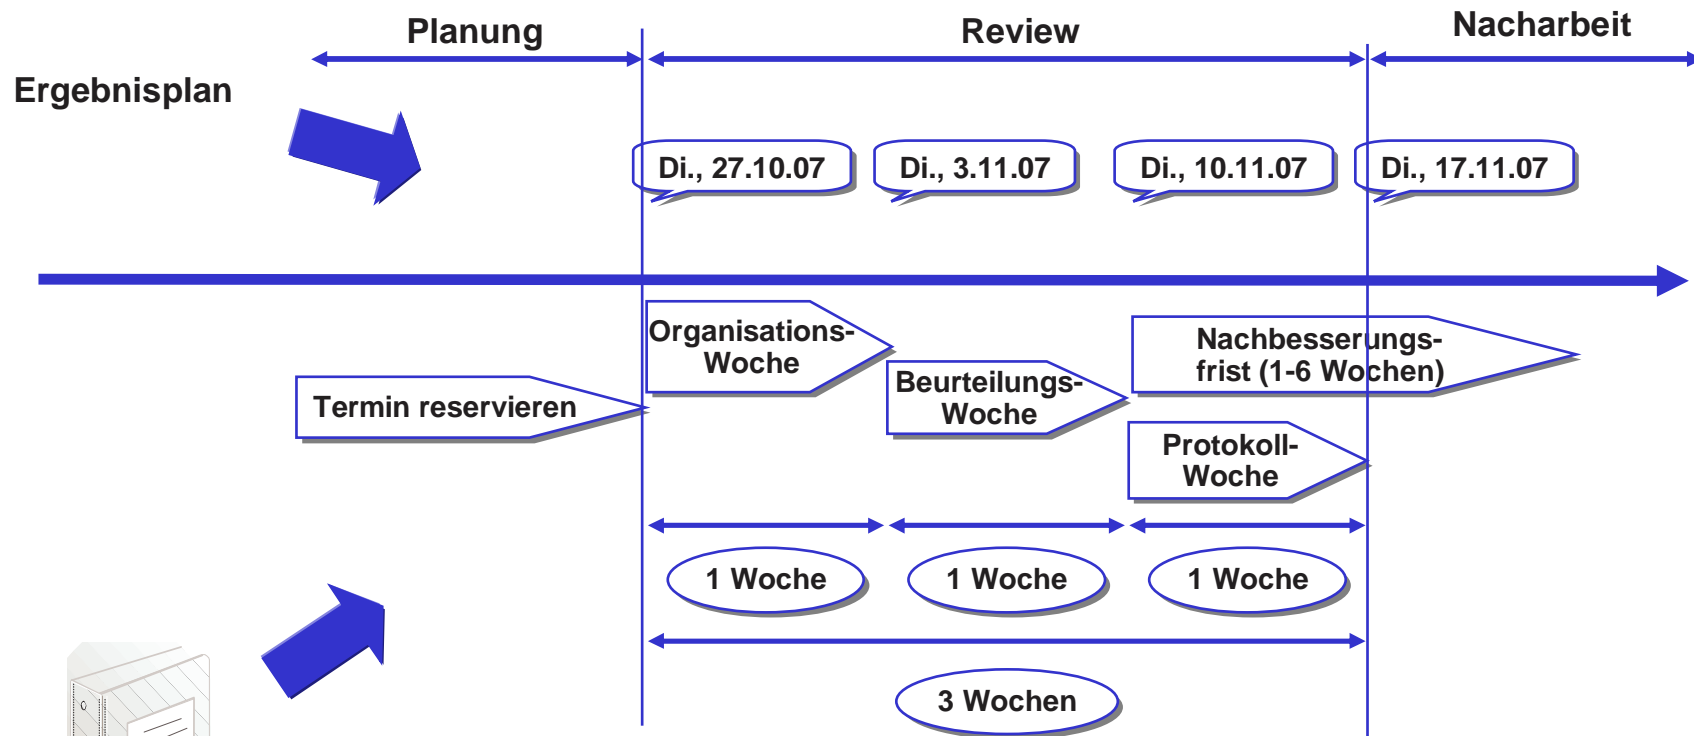 Planung
Review
Nacharbeit
Ergebnisplan
Di., 27.10.07
Di., 3.11.07
Di., 10.11.07
Di., 17.11.07
Organisations-
Woche
Nachbesserungs-
frist (1-6 Wochen)
Beurteilungs-
Woche
Termin reservieren
Protokoll-
Woche
1 Woche
1 Woche
1 Woche
3 Wochen